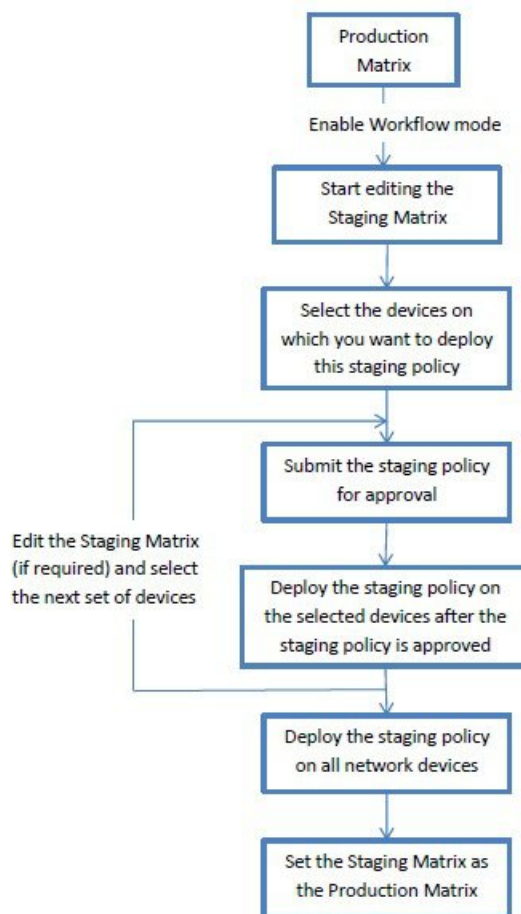 Production
Matrix
Enable Workflow mode
Start editing the
Staging Matrix
Select the devices on
which you want to deploy
this staging policy
Submit the staging policy
for approval
Edit the Staging Matrix
(if required) and select
the next set of devices
Deploy the staging policy on
the selected devices after the
staging policy is approved
Deploy the staging policy
on all network devices
Set the Staging Matrix as
the Production Matrix